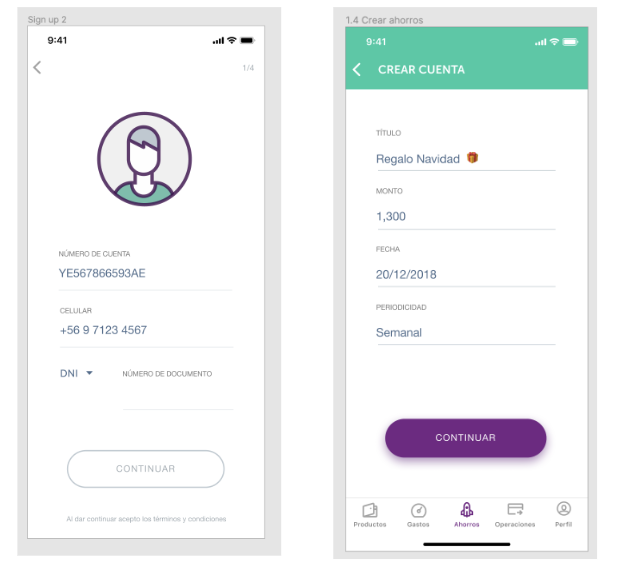 Sign up 2
9:41
1/4
NÚMERO DE CUENTA
YE567866593AE
CELULAR
+56 9 7123 4567
DNI
NÚMERO DE DOCUMENTO
CONTINUAR
Al dar continuar acepto los términos y condiciones
1.4 Crear ahorros
9:41
CREAR CUENTA
TÍTULO
Regalo Navidad 🎁
MONTO
1,300
FECHA
20/12/2018
PERIODICIDAD
Semanal
CONTINUAR
Productos Gastos Ahorros Operaciones Perfil